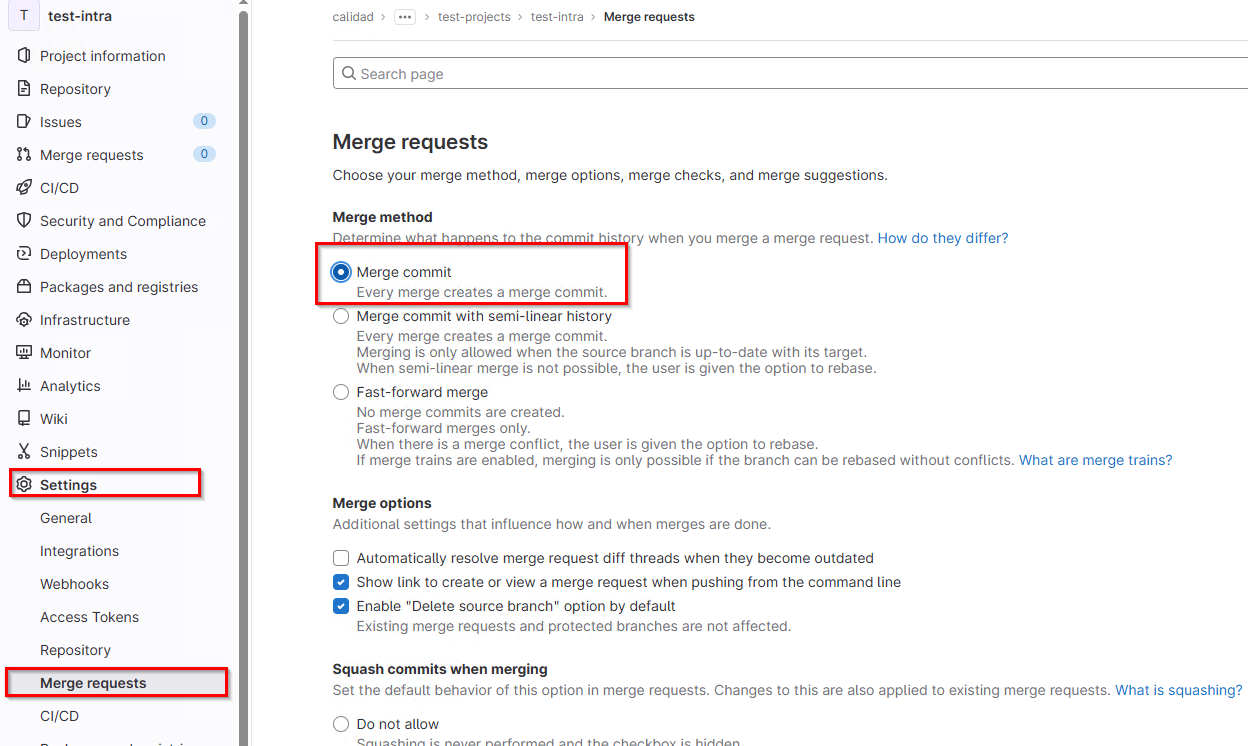 T
test-intra
Project information
Repository
Issues 0
Merge requests 0
CI/CD
Security and Compliance
Deployments
Packages and registries
Infrastructure
Monitor
Analytics
Wiki
Snippets
Settings
General
Integrations
Webhooks
Access Tokens
Repository
Merge requests
CI/CD
calidad > ••• > test-projects > test-intra > Merge requests
Search page
Merge requests
Choose your merge method, merge options, merge checks, and merge suggestions.
Merge method
Determine what happens to the commit history when you merge a merge request. How do they differ?
Merge commit
Every merge creates a merge commit.
Merge commit with semi-linear history
Every merge creates a merge commit.
Merging is only allowed when the source branch is up-to-date with its target.
When semi-linear merge is not possible, the user is given the option to rebase.
Fast-forward merge
No merge commits are created.
Fast-forward merges only.
When there is a merge conflict, the user is given the option to rebase.
If merge trains are enabled, merging is only possible if the branch can be rebased without conflicts. What are merge trains?
Merge options
Additional settings that influence how and when merges are done.
Automatically resolve merge request diff threads when they become outdated
Show link to create or view a merge request when pushing from the command line
Enable "Delete source branch" option by default
Existing merge requests and protected branches are not affected.
Squash commits when merging
Set the default behavior of this option in merge requests. Changes to this are also applied to existing merge requests. What is squashing?
Do not allow
Squashing is never performed and the checkbox is hidden.